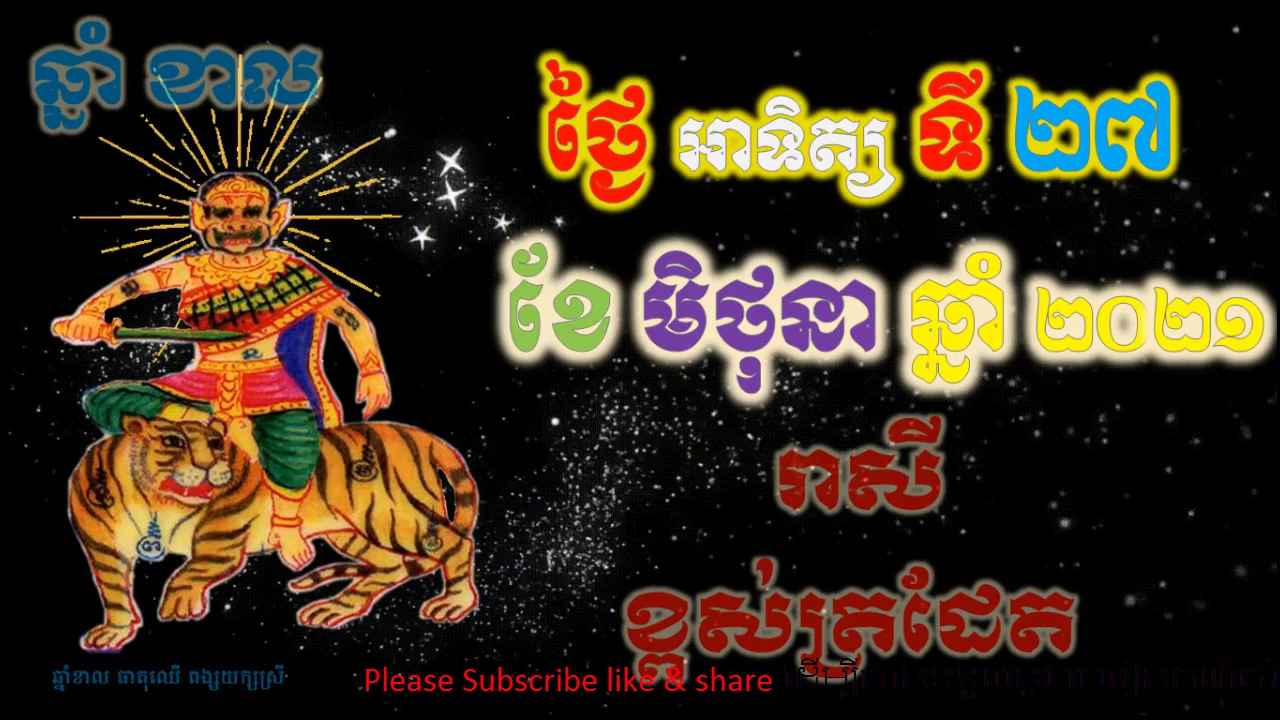 ឆ្នាំ ខាល
ថ្ងៃ អាទិត្យ ទី ២៧
ខែ មិថុនា ឆ្នាំ ២០២១
រាសី
ខ្ពស់ត្រដែត
ឆ្នាំខាល ធាតុឈើ ពង្សយក្សស្រី
Please Subscribe like & share